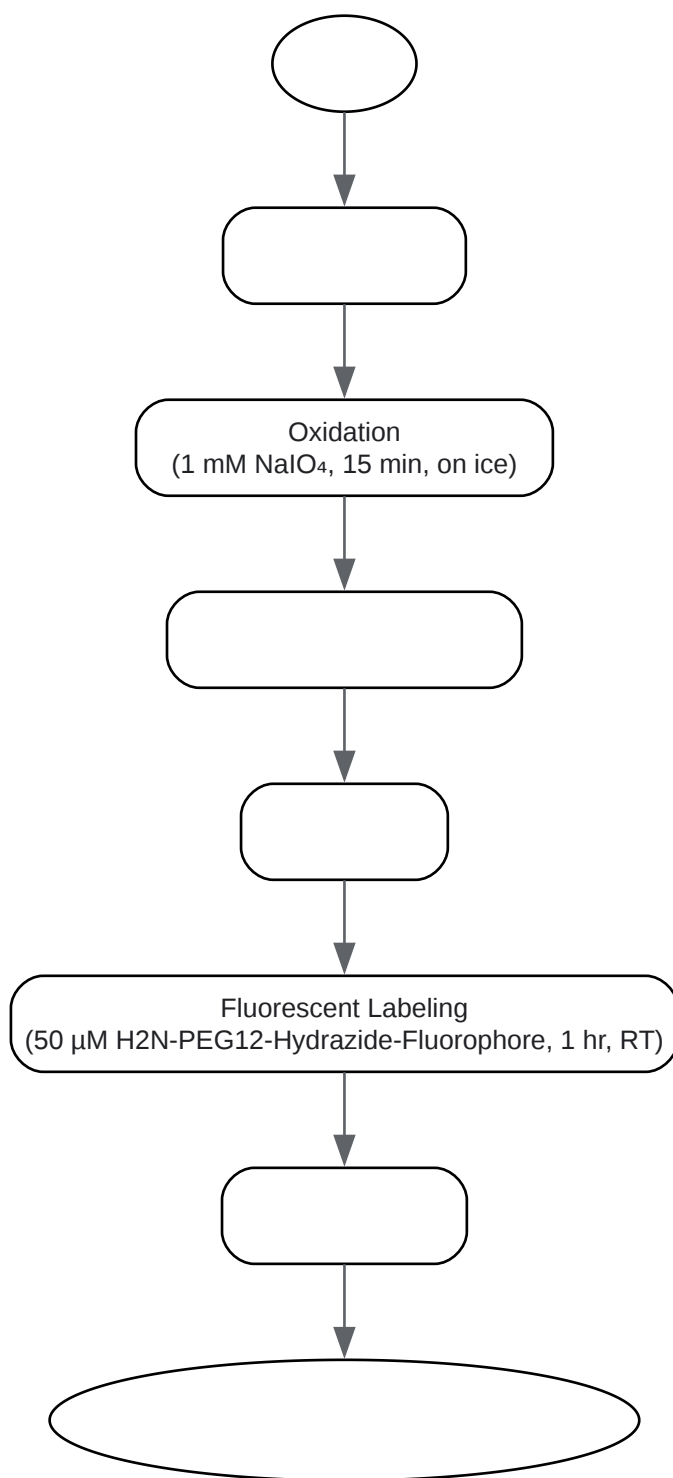 Oxidation
(1 mM NaIO₄, 15 min, on ice)
Fluorescent Labeling
(50 µM H2N-PEG12-Hydrazide-Fluorophore, 1 hr, RT)